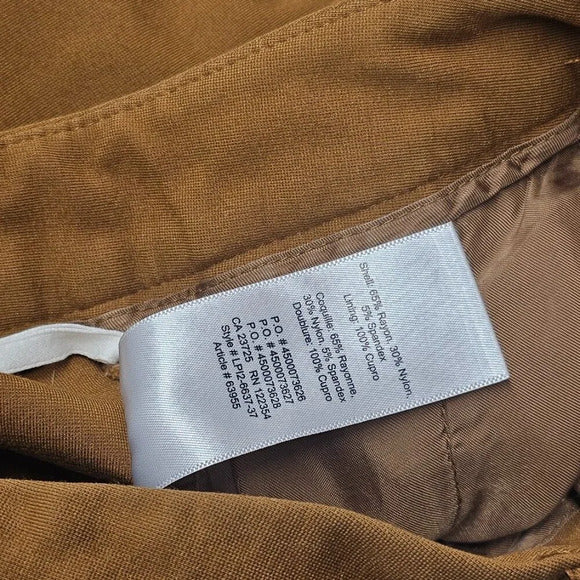 Shell: 65% Rayon, 30% Nylon,
5% Spandex
Lining: 100% Cupro
Coquille: 65% Rayonne,
30% Nylon, 5% Spandex
Doublure: 100% Cupro
P.O. # 4500073626
P.O. # 4500073627
P.O. # 4500073628
CA 23725 RN 122354
Style # LPI2-6637-37
Article # 63955